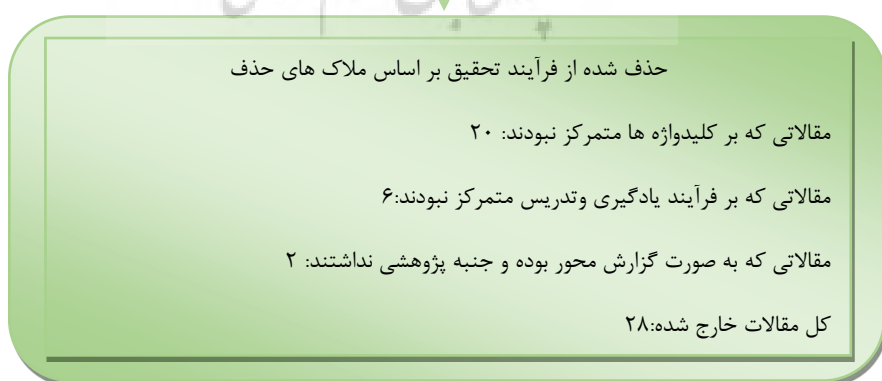 حذف شده از فرآیند تحقیق بر اساس ملاک های حذف
مقالاتی که بر کلیدواژه ها متمرکز نبودند: ۲۰
مقالاتی که بر فرآیند یادگیری وتدریس متمرکز نبودند:۶
مقالاتی که به صورت گزارش محور بوده و جنبه پژوهشی نداشتند: ۲
کل مقالات خارج شده:۲۸